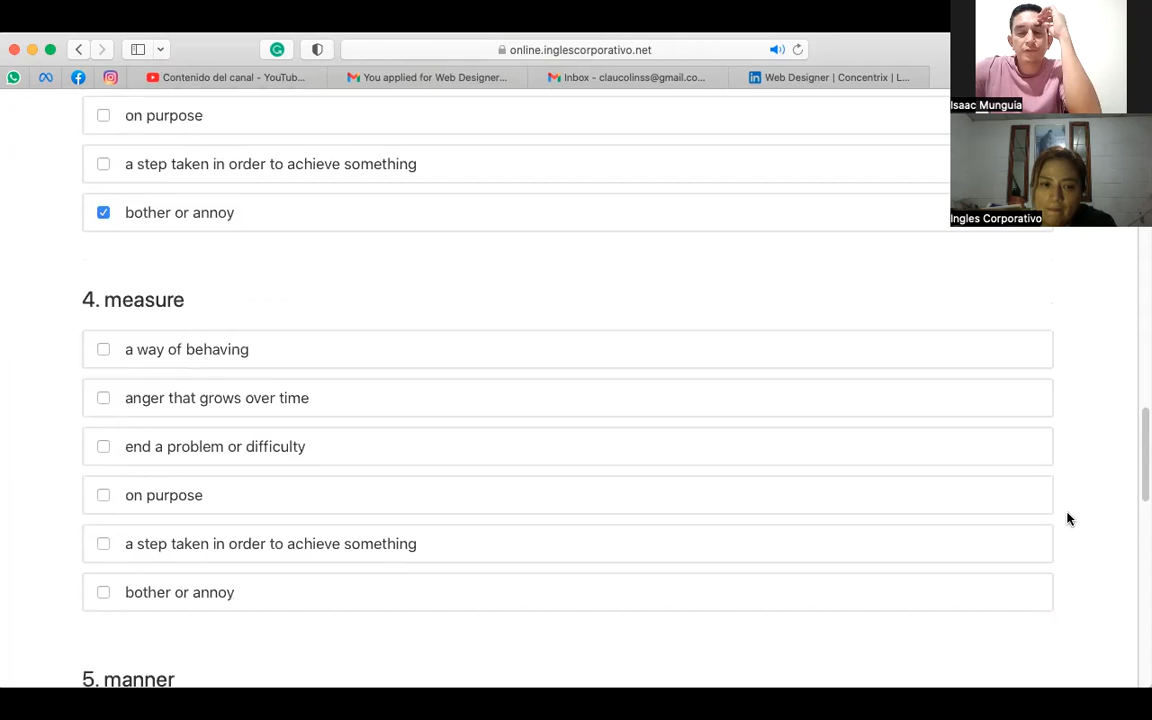 online.inglescorporativo.net
Contenido del canal - YouTub...
You applied for Web Designer...
Inbox - claucolinss@gmail.co...
Web Designer | Concentrix | L...
Isaac Munguía
Ingles Corporativo
on purpose
a step taken in order to achieve something
bother or annoy
4. measure
a way of behaving
anger that grows over time
end a problem or difficulty
on purpose
a step taken in order to achieve something
bother or annoy
5. manner